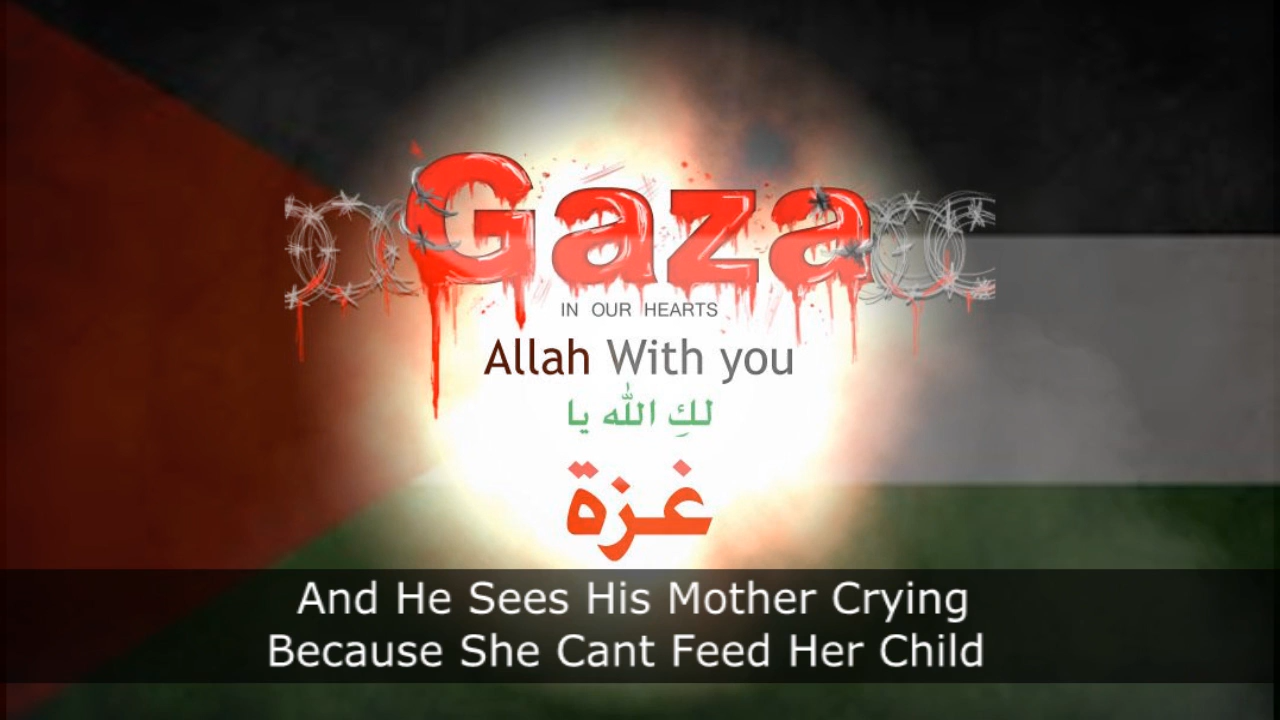 Gaza
IN OUR HEARTS
Allah With you
لكِ الله يا
غزة
And He Sees His Mother Crying
Because She Cant Feed Her Child